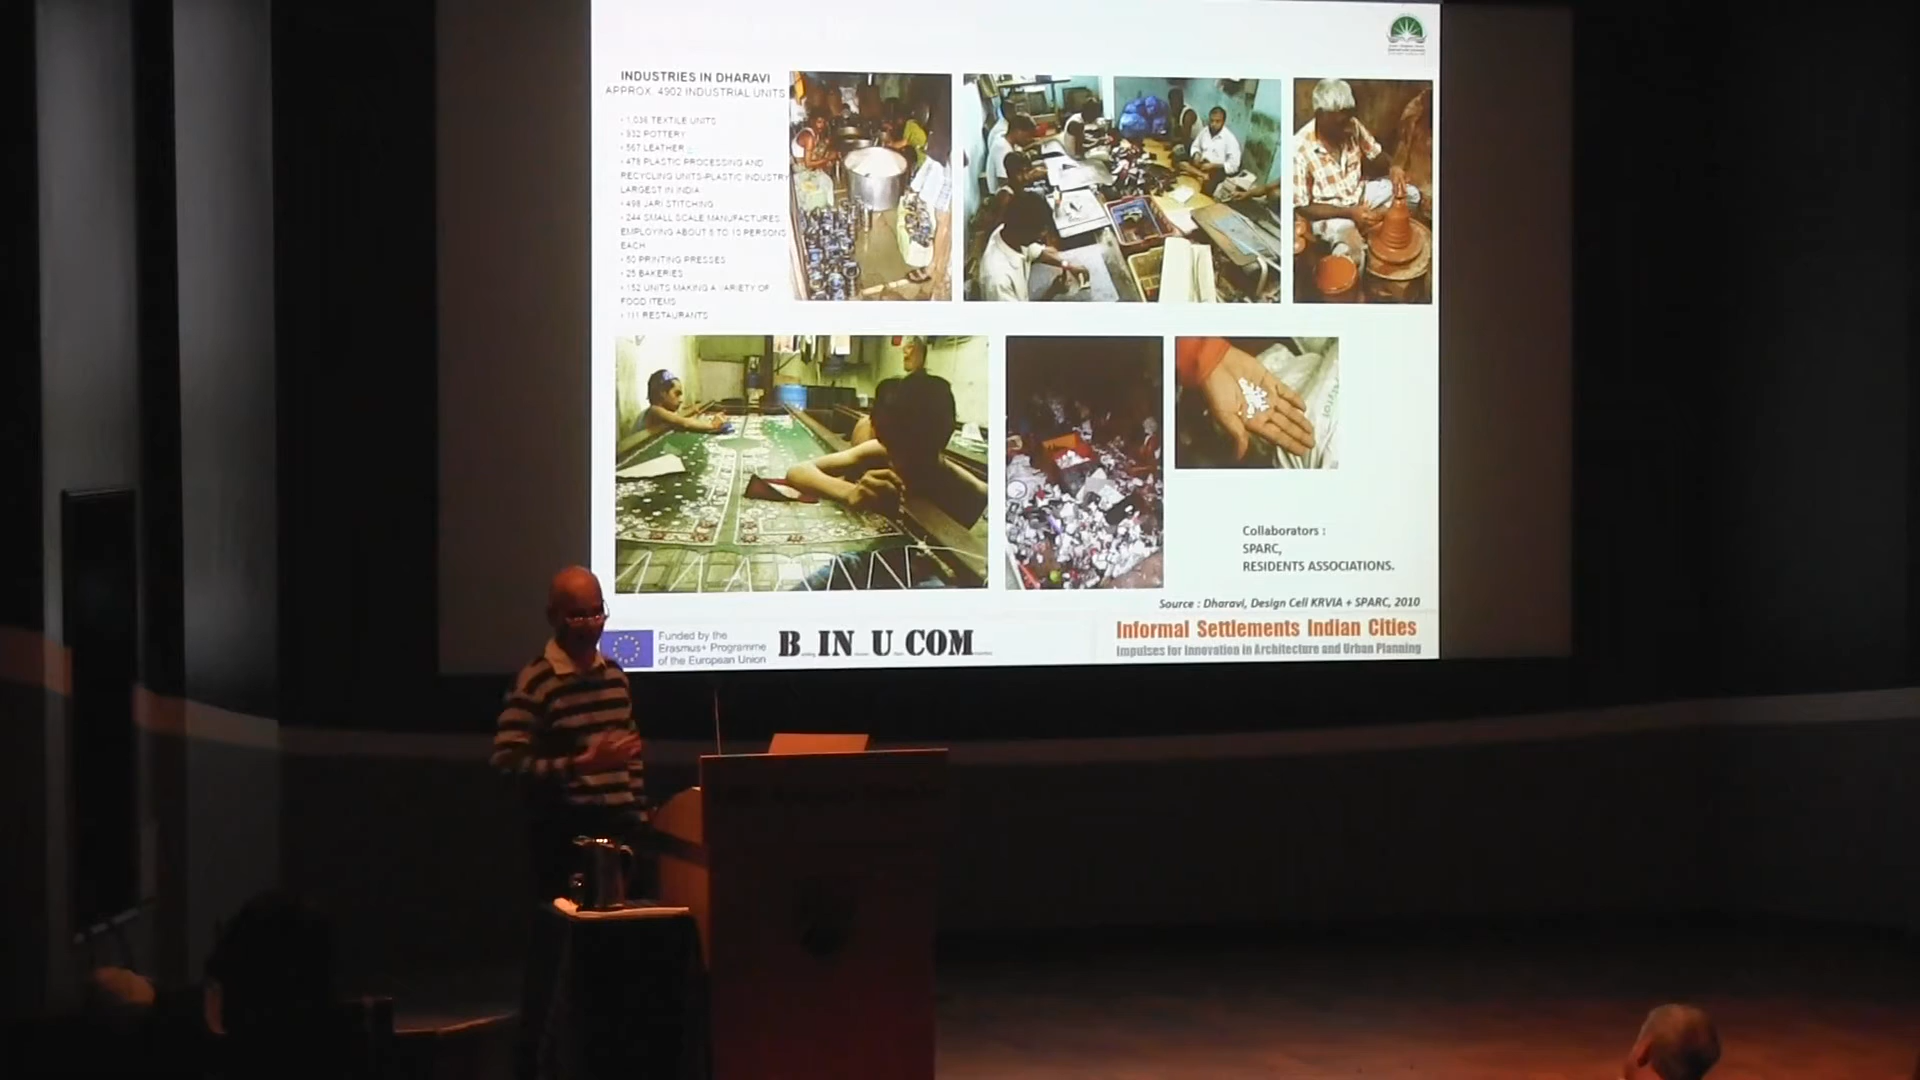 INDUSTRIES IN DHARAVI
APPROX. 4902 INDUSTRIAL UNITS
• 1,036 TEXTILE UNITS
• 932 POTTERY
• 567 LEATHER
• 478 PLASTIC PROCESSING AND
RECYCLING UNITS-PLASTIC INDUSTRY
LARGEST IN INDIA
• 498 JARI STITCHING
• 244 SMALL SCALE MANUFACTURES
EMPLOYING ABOUT 6 TO 10 PERSONS
EACH
• 50 PRINTING PRESSES
• 25 BAKERIES
• 152 UNITS MAKING A VARIETY OF
FOOD ITEMS
• 111 RESTAURANTS
Collaborators :
SPARC,
RESIDENTS ASSOCIATIONS.
Source : Dharavi, Design Cell KRVIA + SPARC, 2010
Funded by the
Erasmus+ Programme
of the European Union
B IN U COM
Informal Settlements Indian Cities
Impulses for Innovation in Architecture and Urban Planning